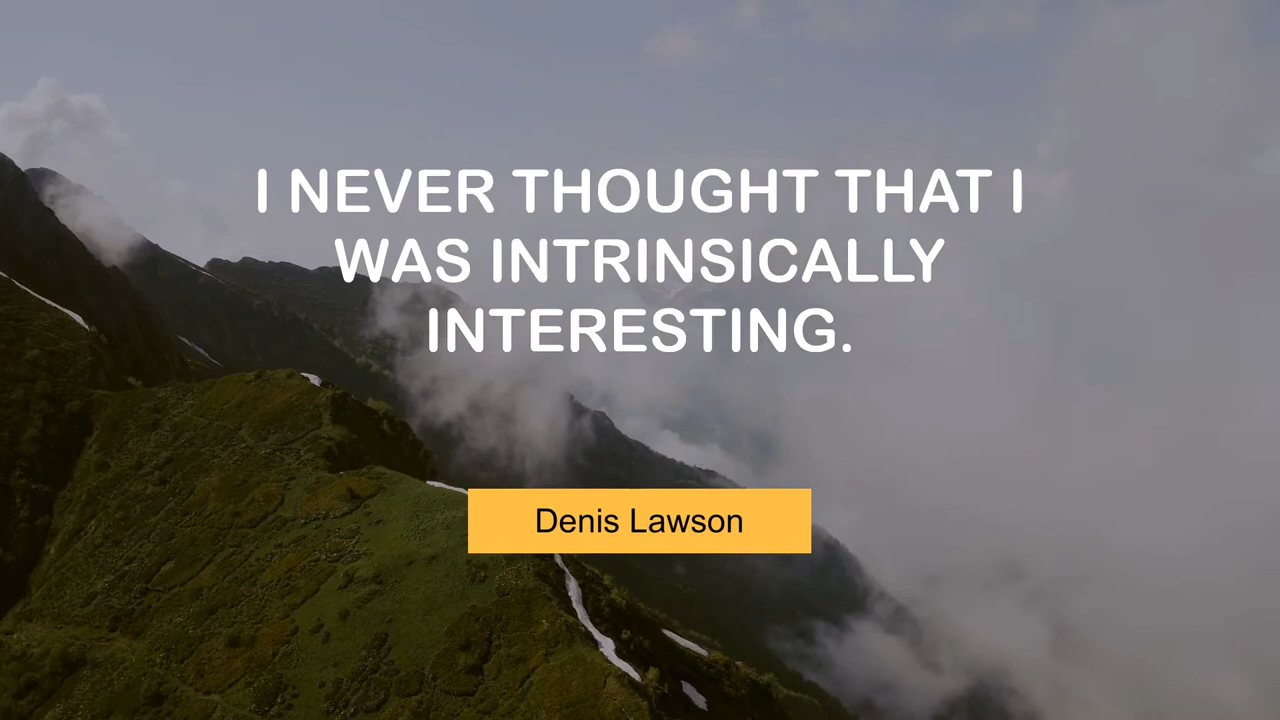 I NEVER THOUGHT THAT I
WAS INTRINSICALLY
INTERESTING.
Denis Lawson